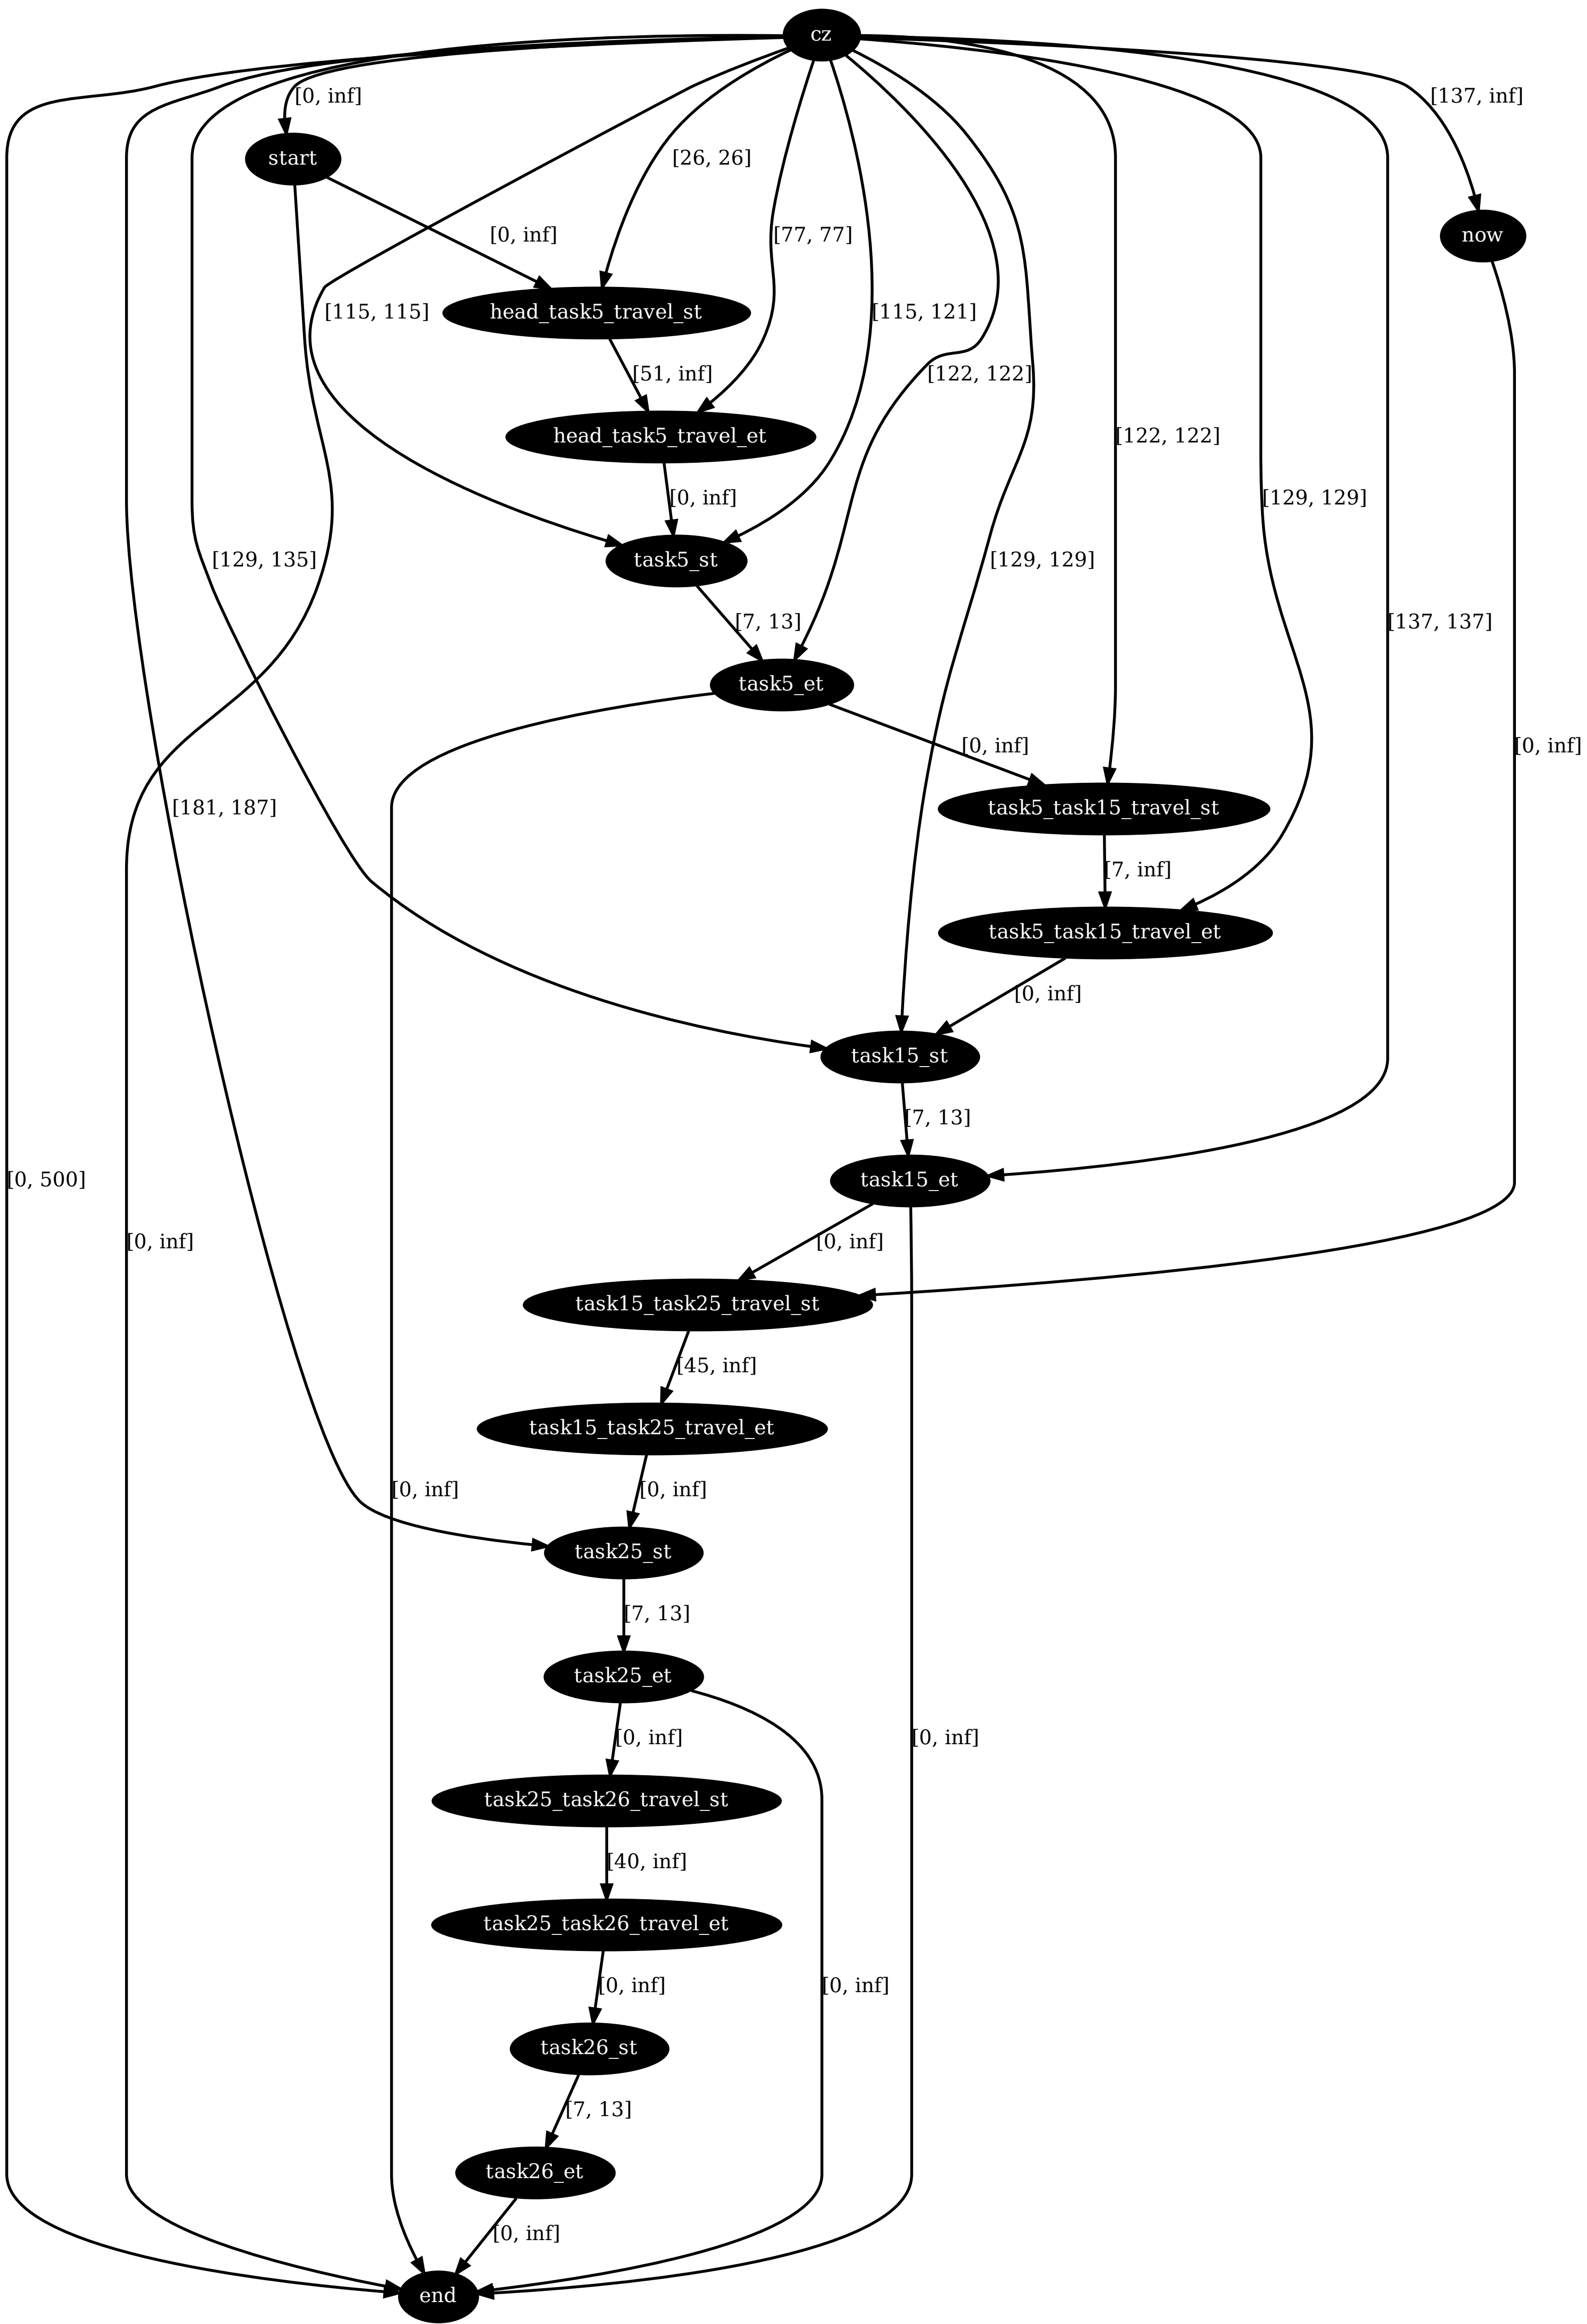 cz
[0, inf]
[137, inf]
start
[26, 26]
now
[0, inf]
[77, 77]
head_task5_travel_st
[115, 115]
[115, 121]
[51, inf]
[122, 122]
head_task5_travel_et
[122, 122]
[0, inf]
[129, 129]
task5_st
[129, 135]
[129, 129]
[7, 13]
[137, 137]
task5_et
[0, inf]
[0, inf]
task5_task15_travel_st
[181, 187]
[7, inf]
task5_task15_travel_et
[0, inf]
task15_st
[7, 13]
task15_et
[0, 500]
[0, inf]
[0, inf]
task15_task25_travel_st
[45, inf]
task15_task25_travel_et
[0, inf]
[0, inf]
task25_st
[7, 13]
task25_et
[0, inf]
[0, inf]
task25_task26_travel_st
[40, inf]
task25_task26_travel_et
[0, inf]
[0, inf]
task26_st
[7, 13]
task26_et
[0, inf]
end